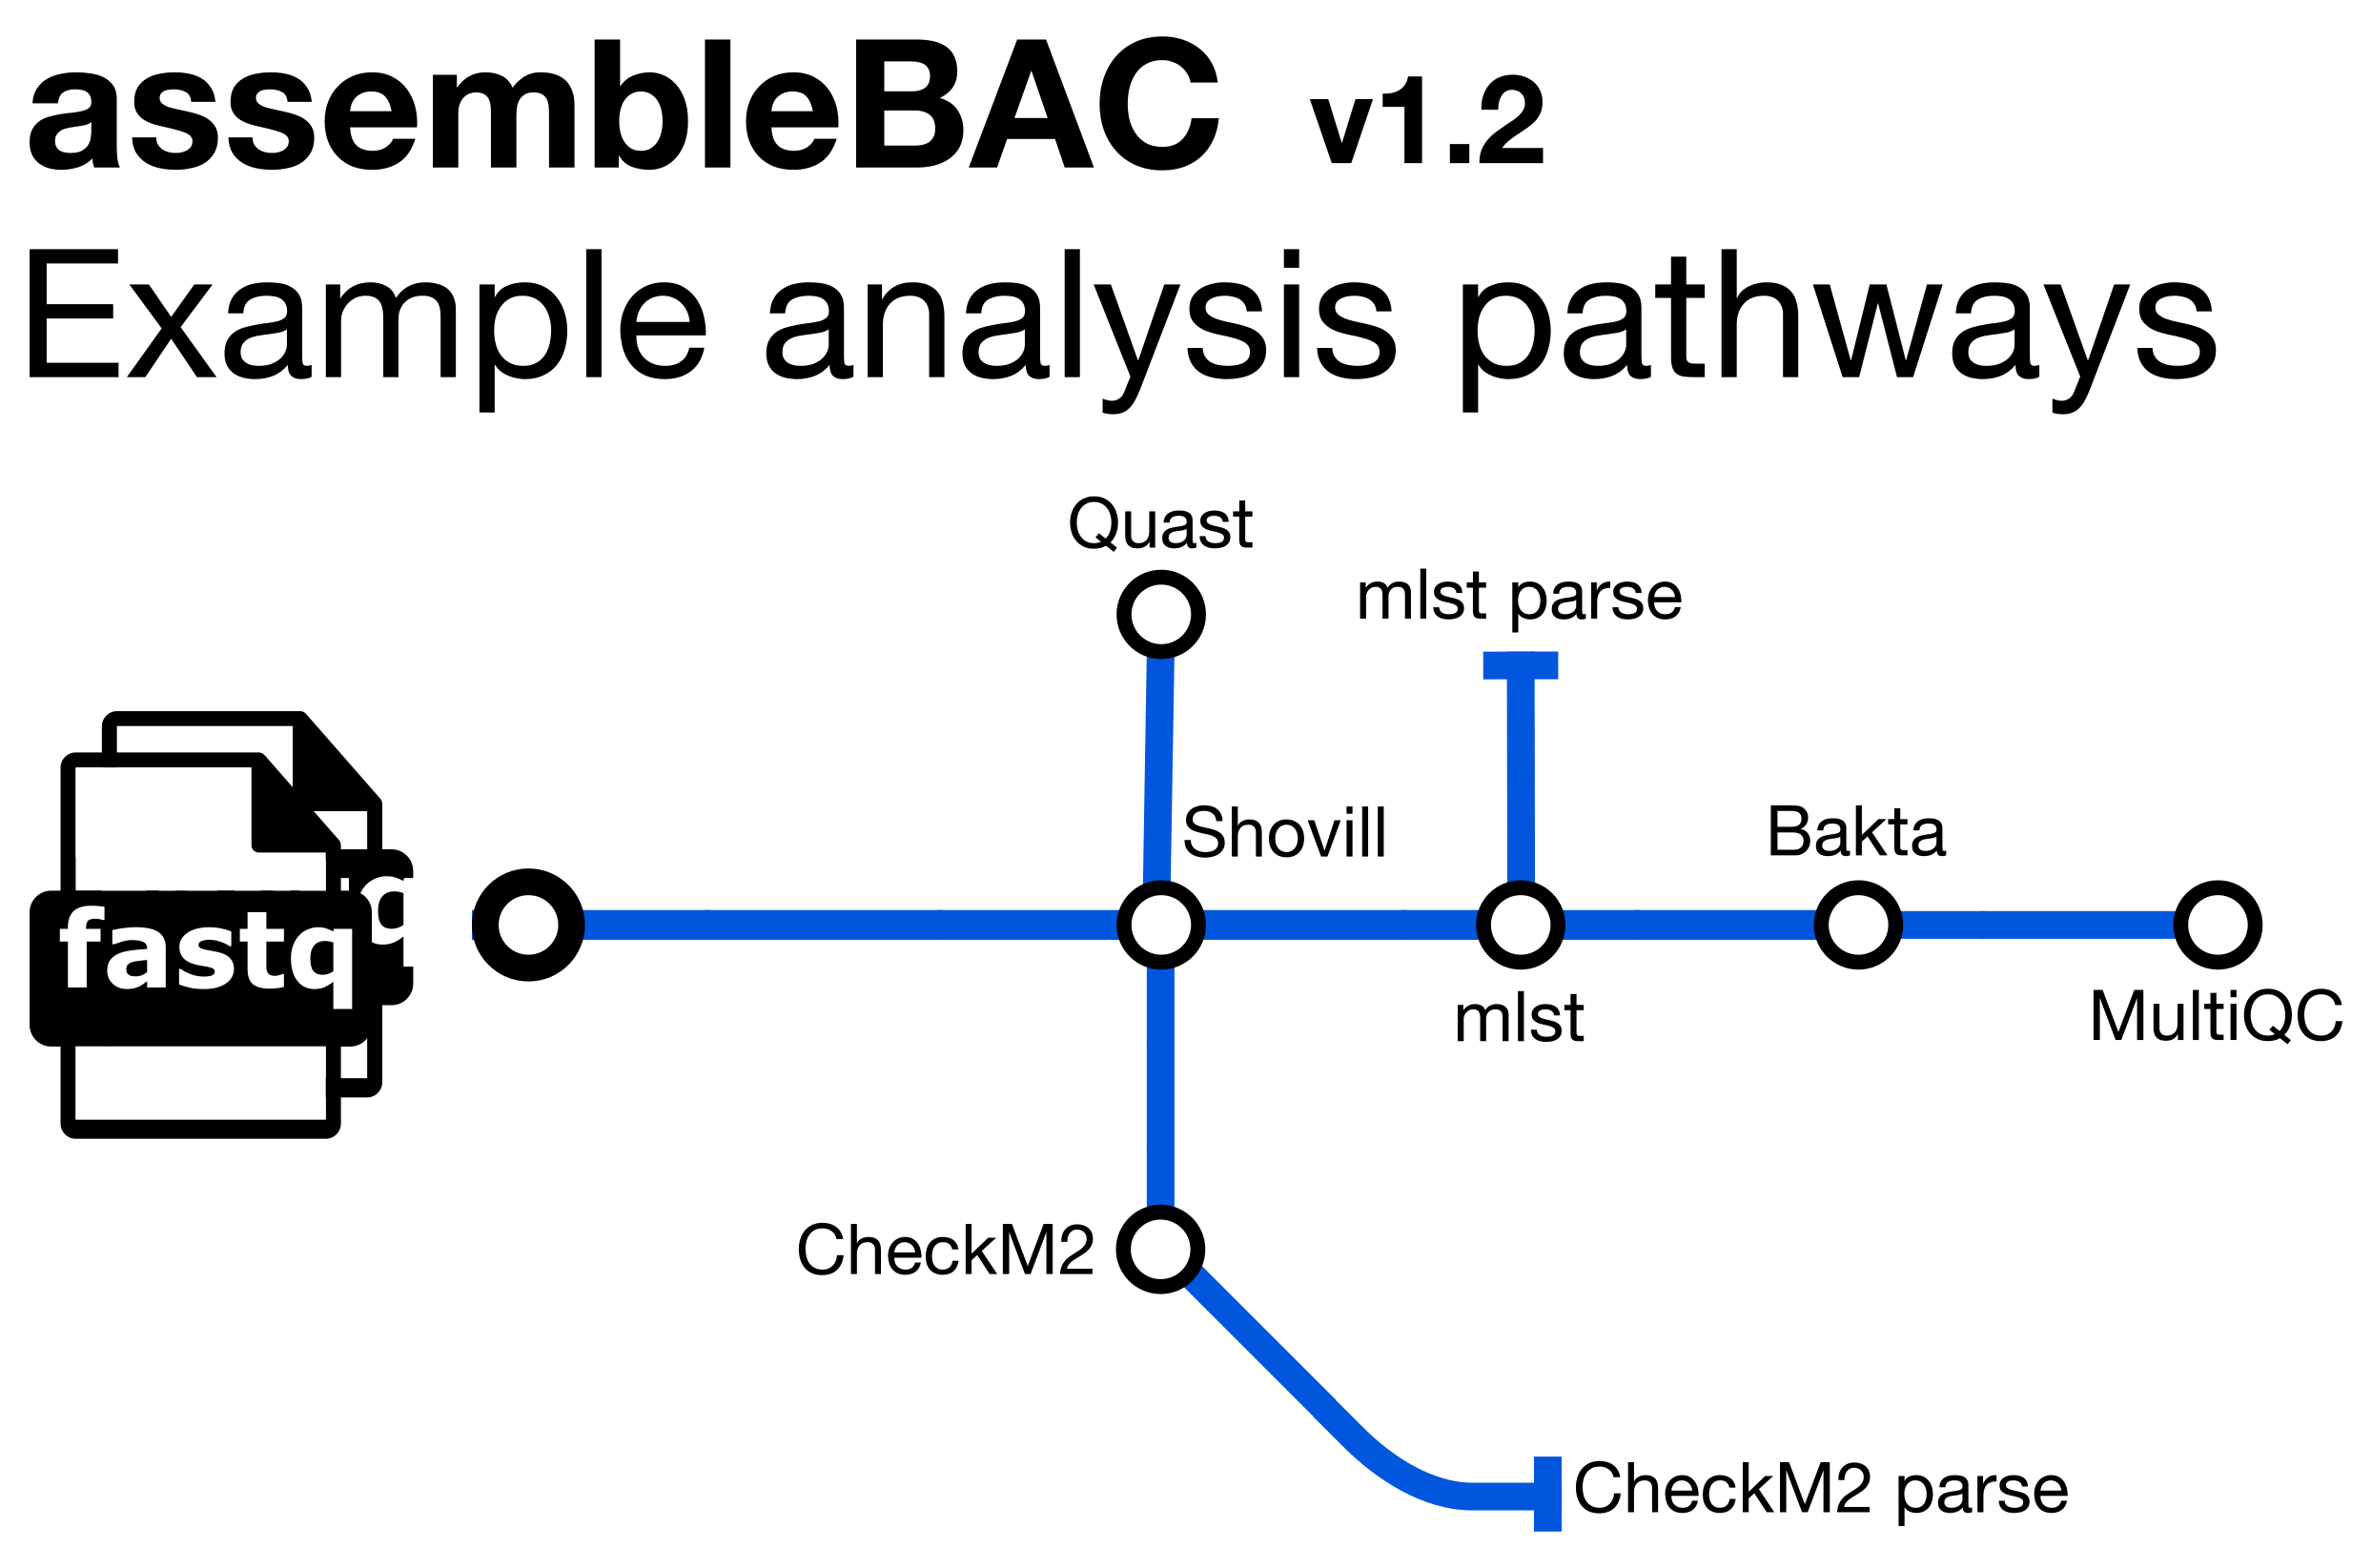 assembleBAC v1.2
Example analysis pathways
Quast
mlst parse
Shovill
Bakta
fastq
mlst
MultiQC
CheckM2
CheckM2 parse